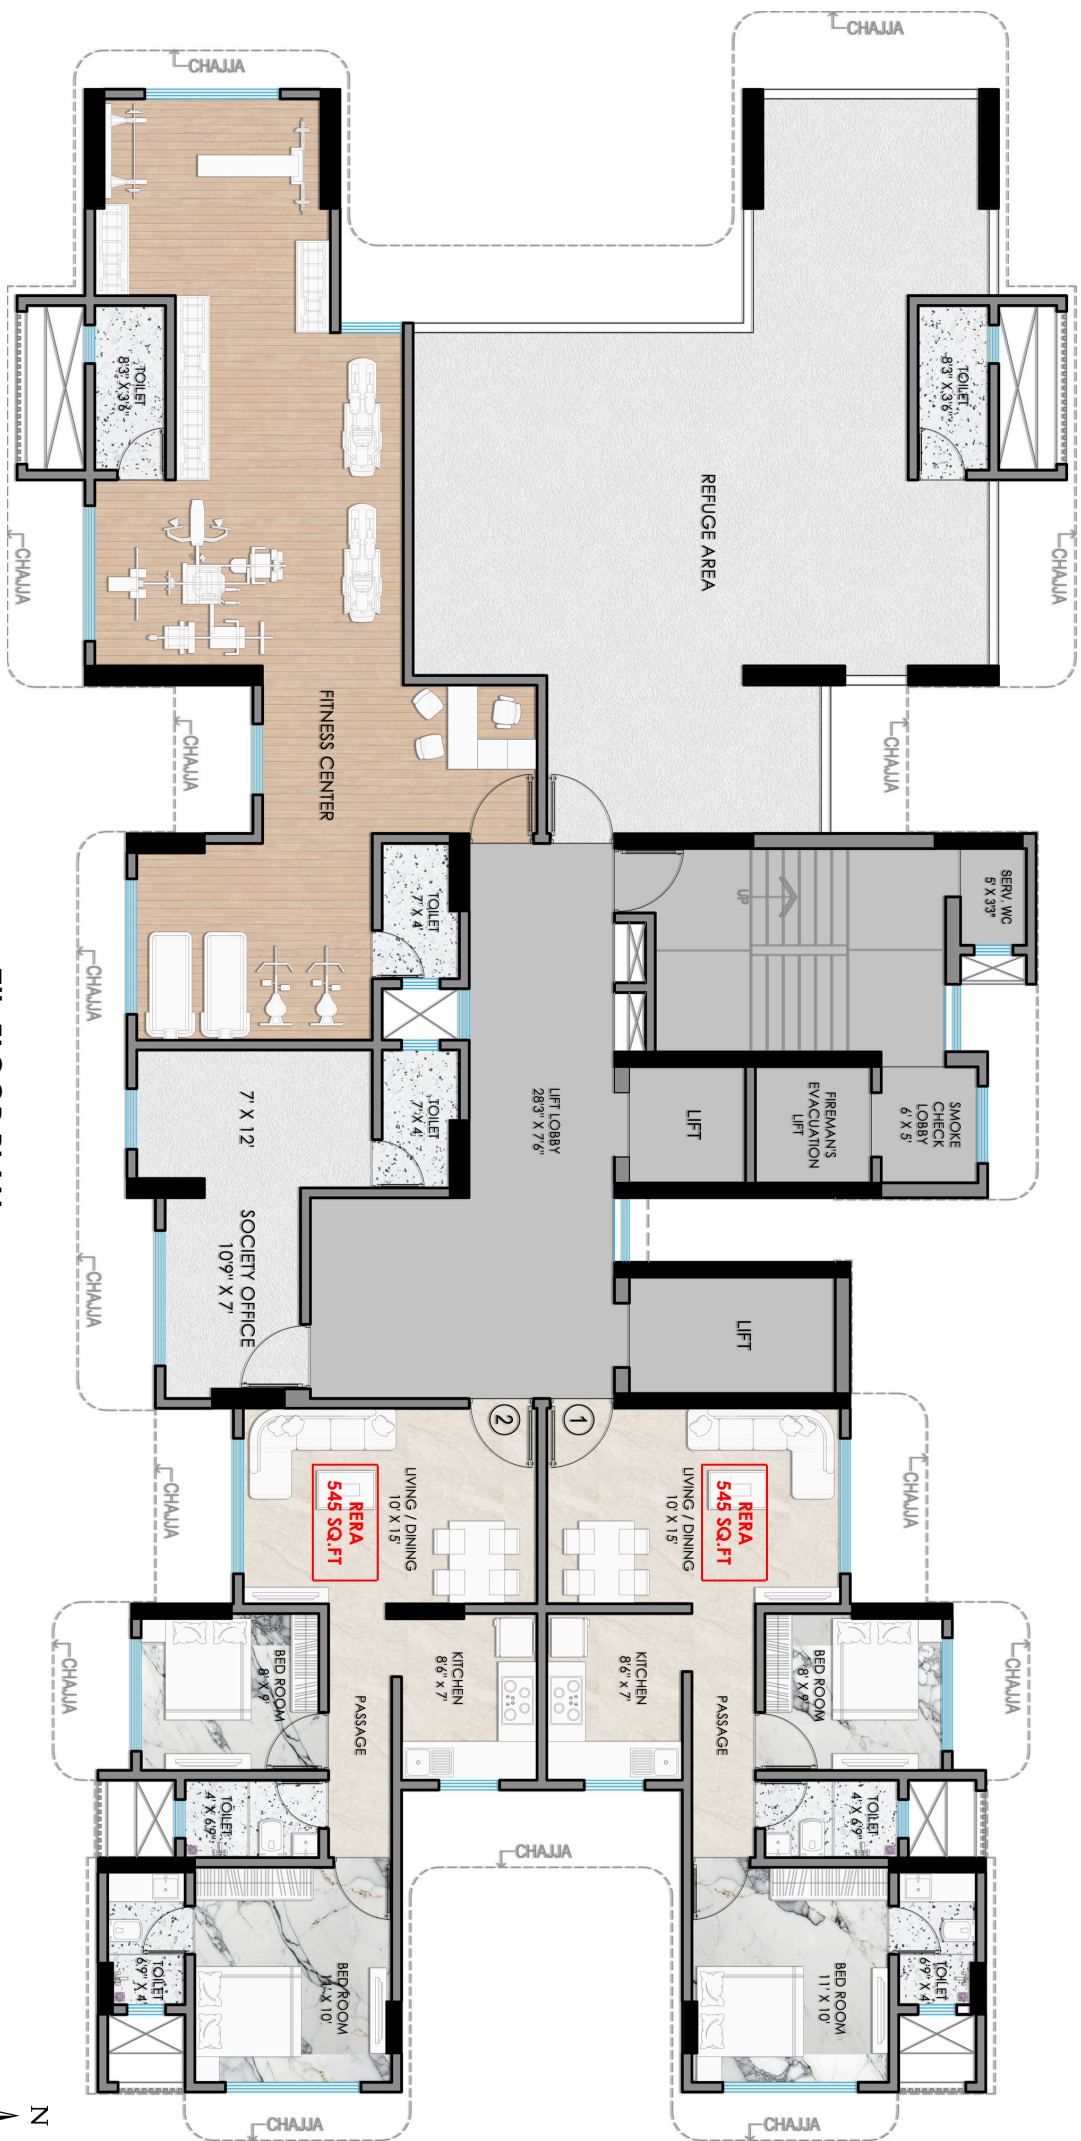 CHAJJA
CHAJJA
CHAJJA
CHAJJA
CHAJJA
CHAJJA
SERV. WC
5' X 3'3"
SMOKE
CHECK
LOBBY
6' X 5'
TOILET
8'3" X 3'6"
TOILET
6'9" X 4'
TOILET
4' X 6'9"
BED ROOM
8' X 9'
BED ROOM
11' X 10'
FIREMAN'S
EVACUATION
LIFT
UP
LIFT
LIFT
RERA
545 SQ.FT
LIVING / DINING
10' X 15'
PASSAGE
KITCHEN
8'6" x 7'
REFUGE AREA
1
LIFT LOBBY
28'3" X 7'6"
CHAJJA
2
KITCHEN
8'6" x 7'
TOILET
7' X 4'
TOILET
7' X 4'
LIVING / DINING
10' X 15'
RERA
545 SQ.FT
PASSAGE
FITNESS CENTER
BED ROOM
11' X 10'
BED ROOM
8' X 9'
7' X 12'
SOCIETY OFFICE
10'9" X 7'
TOILET
4' X 6'9"
TOILET
6'9" X 4'
TOILET
8'3" X 3'6"
CHAJJA
CHAJJA
CHAJJA
CHAJJA
CHAJJA
CHAJJA
CHAJJA
CHAJJA
N